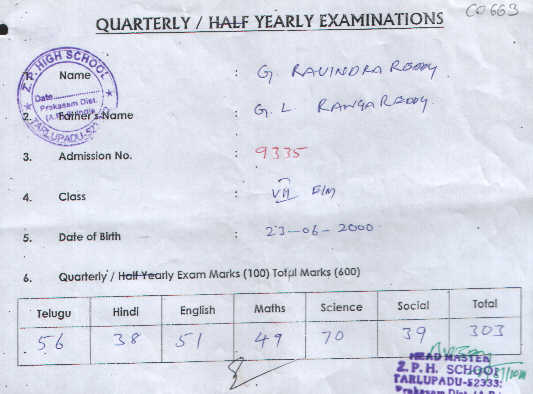 CO663
QUARTERLY / HALF YEARLY EXAMINATIONS
Z.P. HIGH SCHOOL
Date
Prakasam Dist.
TARLUPADU-523
Name : G RAVINDRA REDDY
2. Father's Name : G L RANGA REDDY
3. Admission No. : 9335
4. Class : VII E/M
5. Date of Birth : 23-06-2000
6. Quarterly / Half Yearly Exam Marks (100) Total Marks (600)
Telugu Hindi English Maths Science Social Total
56 38 51 49 70 39 303
HEAD MASTER
Z.P.H. SCHOOL
TARLUPADU-52333
Prakasam Dist.